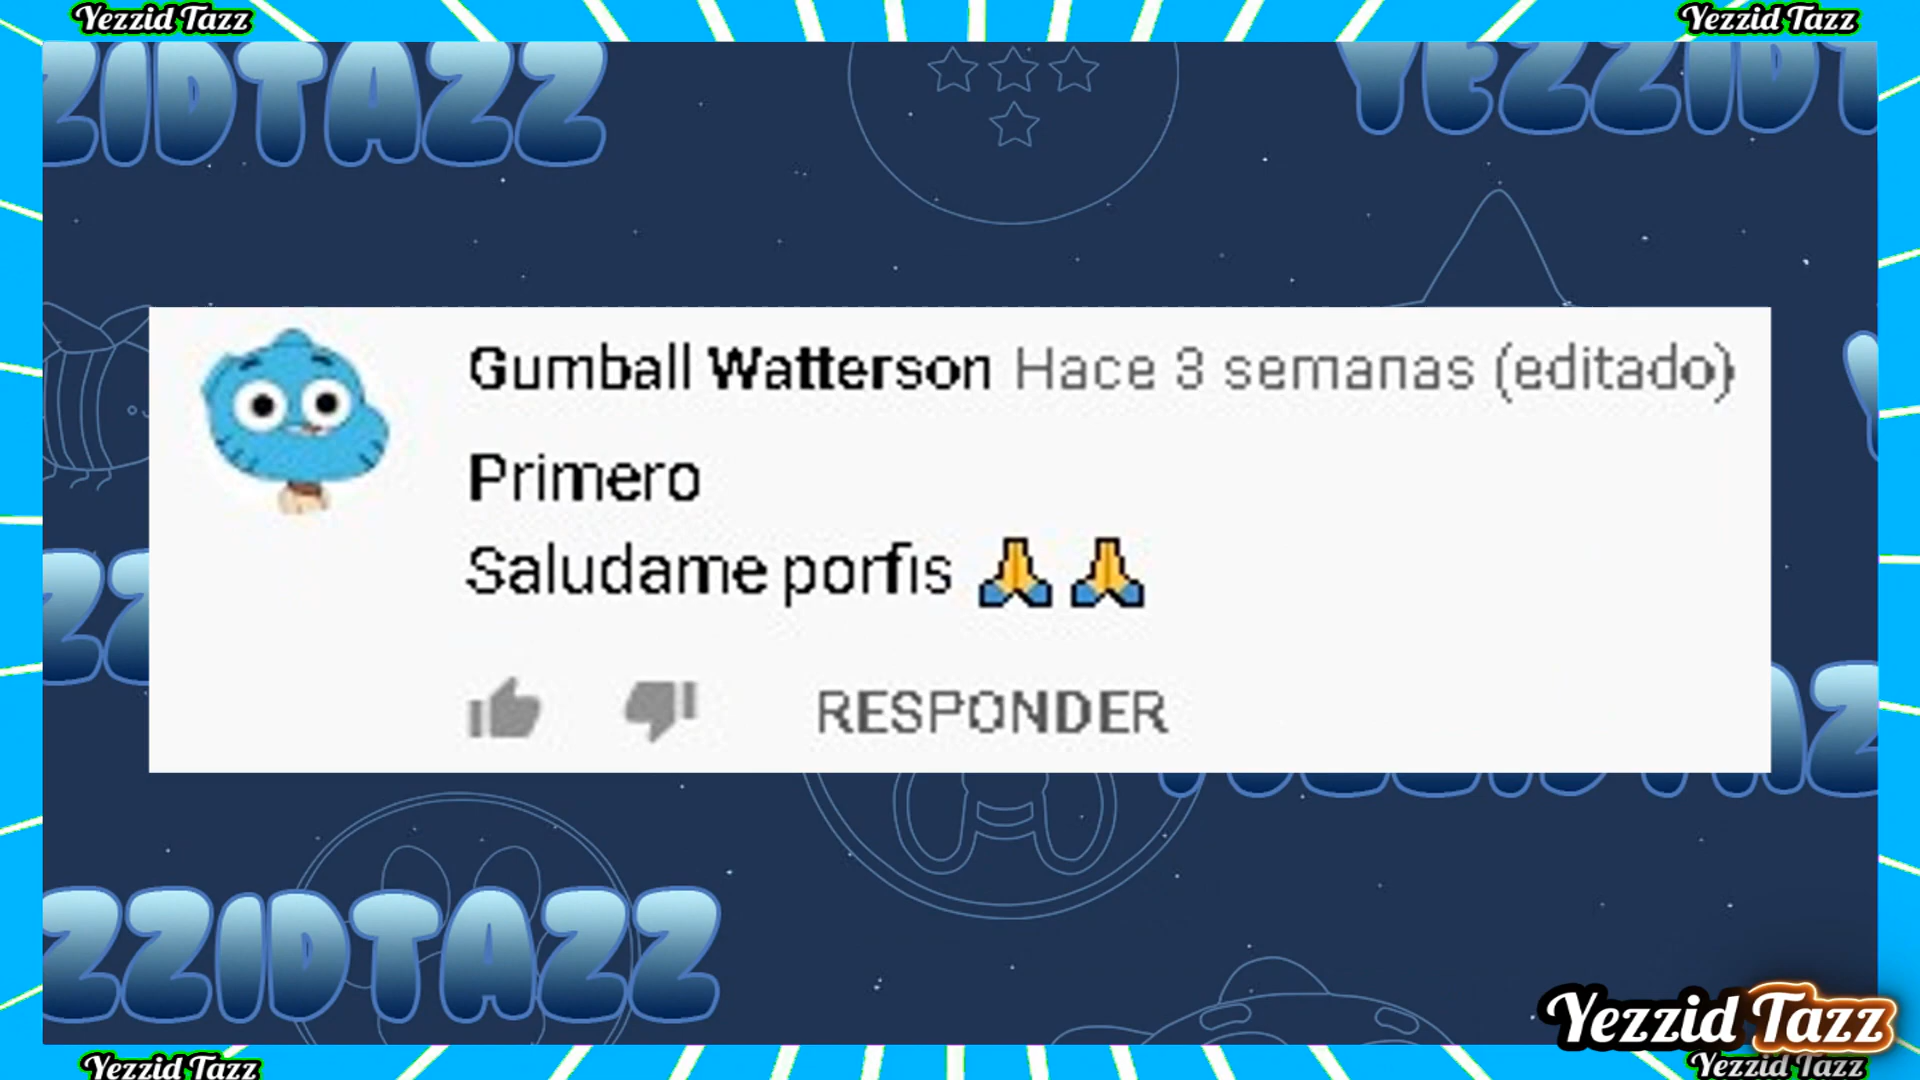 Yezzid Tazz
Yezzid Tazz
ZIDTAZZ
YEZZIDT
Gumball Watterson Hace 3 semanas (editado)
Primero
Saludame porfis 🙏 🙏
RESPONDER
ZZIDTAZZ
Yezzid Tazz
Yezzid Tazz
Yezzid Tazz